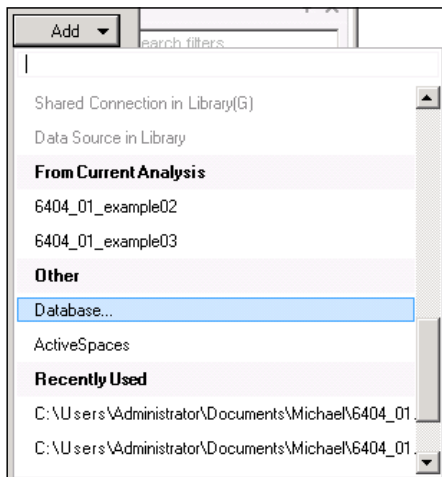 Add
search filters
Shared Connection in Library(G)
Data Source in Library
From Current Analysis
6404_01_example02
6404_01_example03
Other
Database...
ActiveSpaces
Recently Used
C:\Users\Administrator\Documents\Michael\6404_01.
C:\Users\Administrator\Documents\Michael\6404_01.